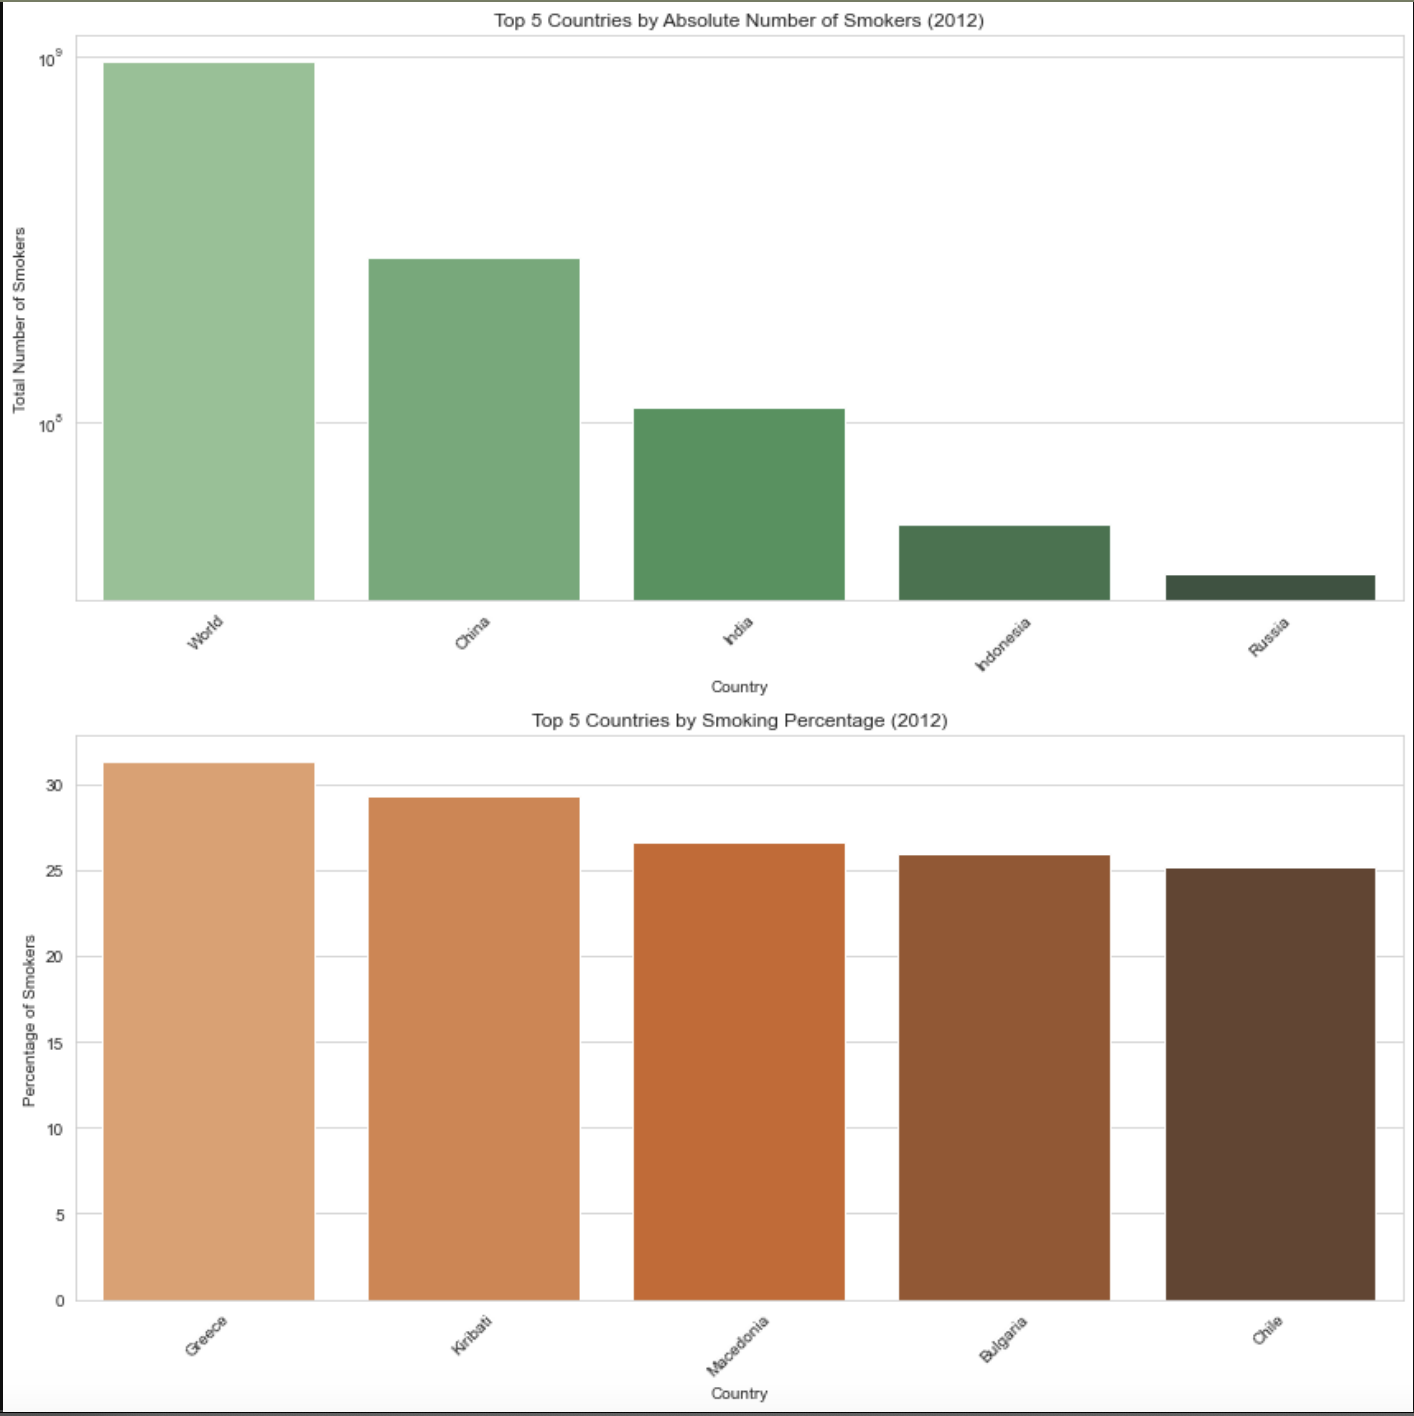 Top 5 Countries by Absolute Number of Smokers (2012)
10⁹
10⁸
Total Number of Smokers
World
China
India
Indonesia
Russia
Country
Top 5 Countries by Smoking Percentage (2012)
30
25
20
15
10
5
0
Percentage of Smokers
Greece
Kiribati
Macedonia
Bulgaria
Chile
Country